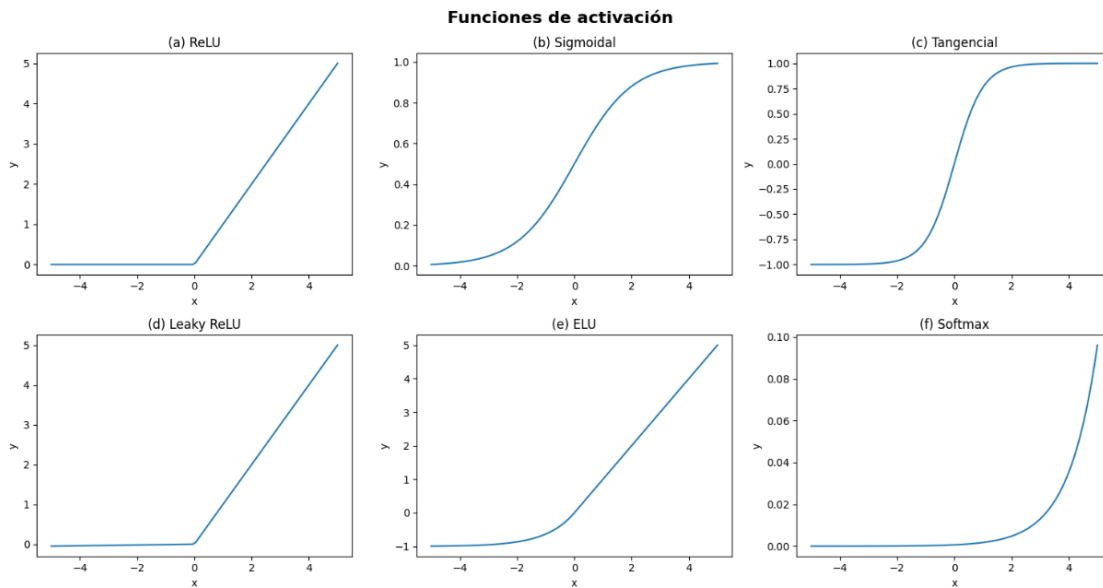 Funciones de activación
(a) ReLU
(b) Sigmoidal
(c) Tangencial
5
4
3
2
1
0
y
−4 −2 0 2 4
x
1.0
0.8
0.6
0.4
0.2
0.0
y
−4 −2 0 2 4
x
1.00
0.75
0.50
0.25
0.00
−0.25
−0.50
−0.75
−1.00
y
−4 −2 0 2 4
x
(d) Leaky ReLU
(e) ELU
(f) Softmax
5
4
3
2
1
0
y
−4 −2 0 2 4
x
5
4
3
2
1
0
−1
y
−4 −2 0 2 4
x
0.10
0.08
0.06
0.04
0.02
0.00
y
−4 −2 0 2 4
x